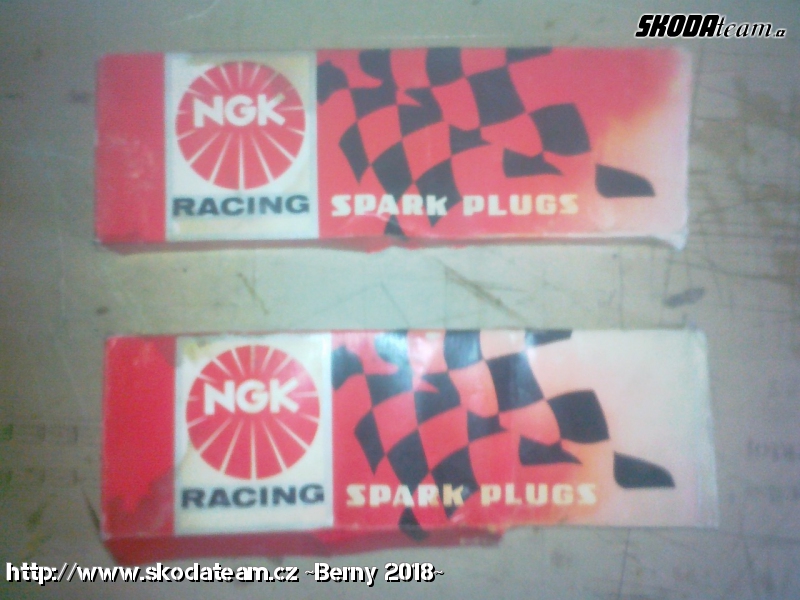 SKODAteam.cz
NGK
RACING
SPARK PLUGS
NGK
RACING
SPARK PLUGS
http://www.skodateam.cz ~Berny 2018~